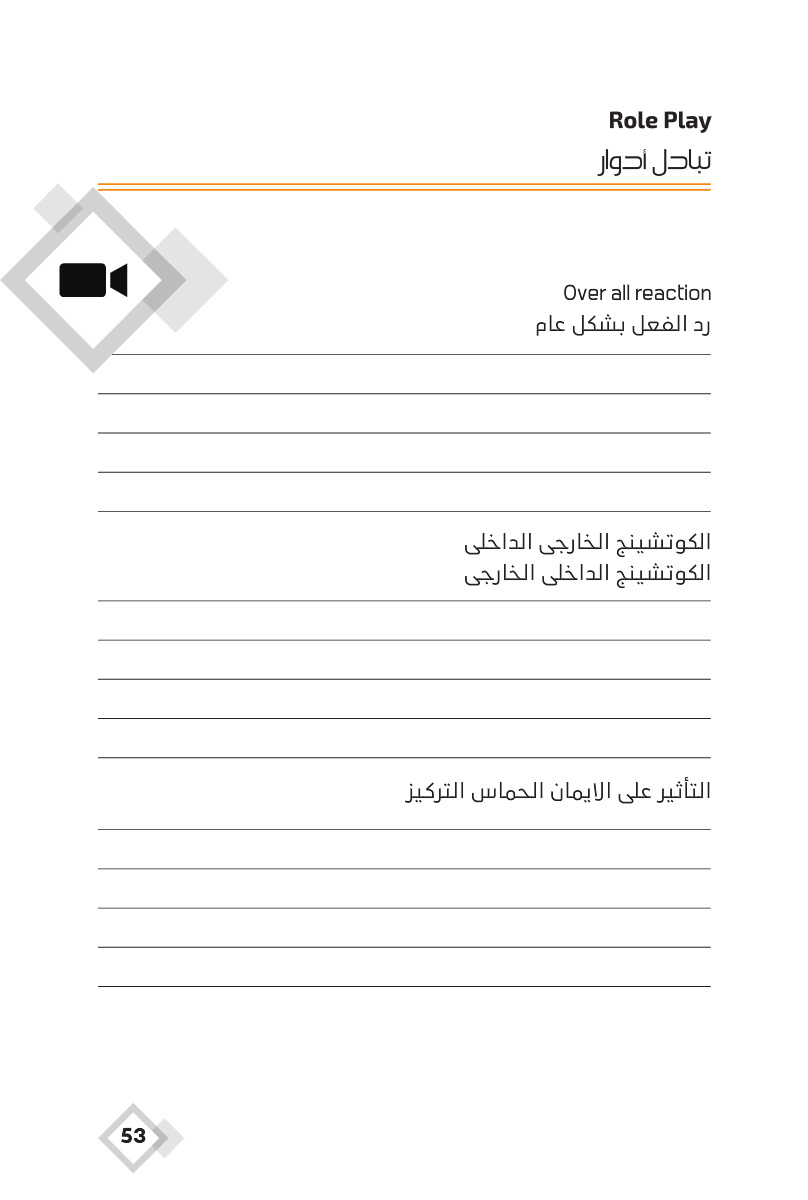 Role Play
تبادل أدوار
Over all reaction
رد الفعل بشكل عام
الكوتشينج الخارجى الداخلى
الكوتشينج الداخلى الخارجى
التأثير على الايمان الحماس التركيز
53